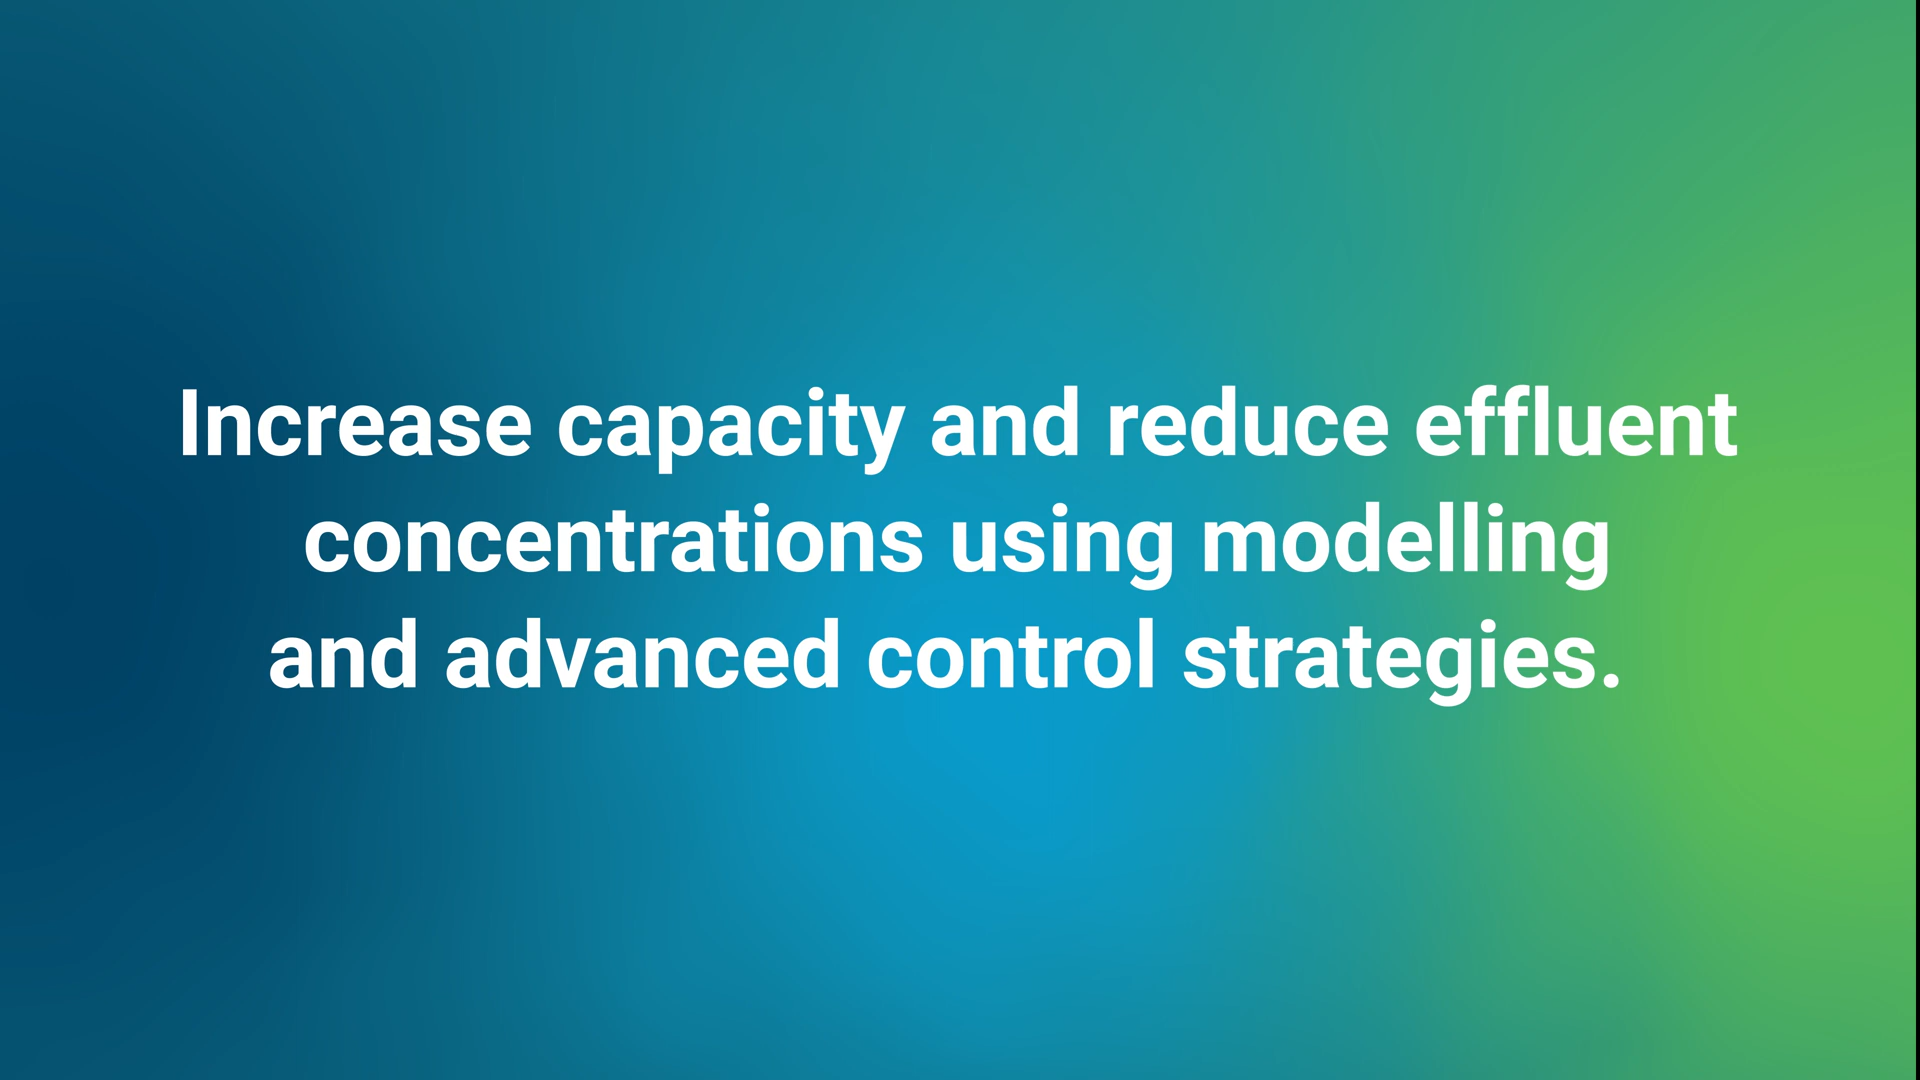 Increase capacity and reduce effluent
concentrations using modelling
and advanced control strategies.